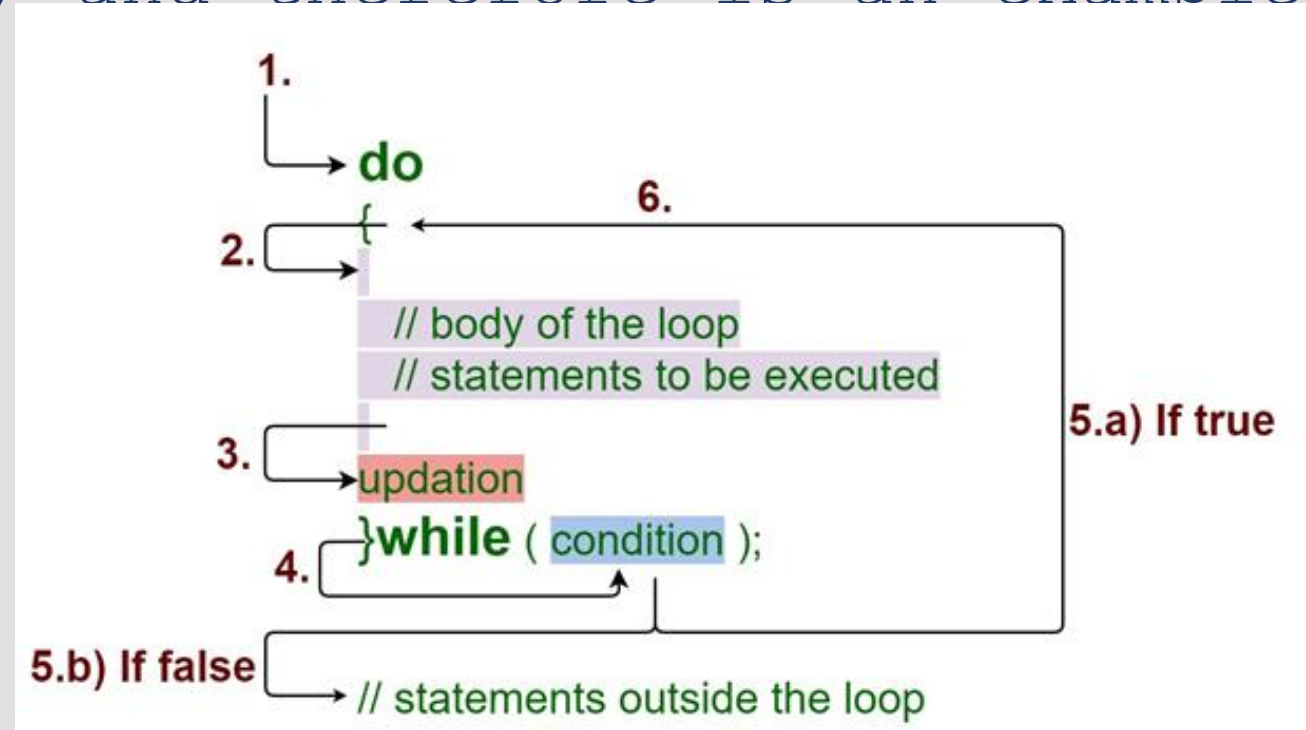 1.
do
6.
{
2.
// body of the loop
// statements to be executed
5.a) If true
3.
updation
}while ( condition );
4.
5.b) If false
// statements outside the loop